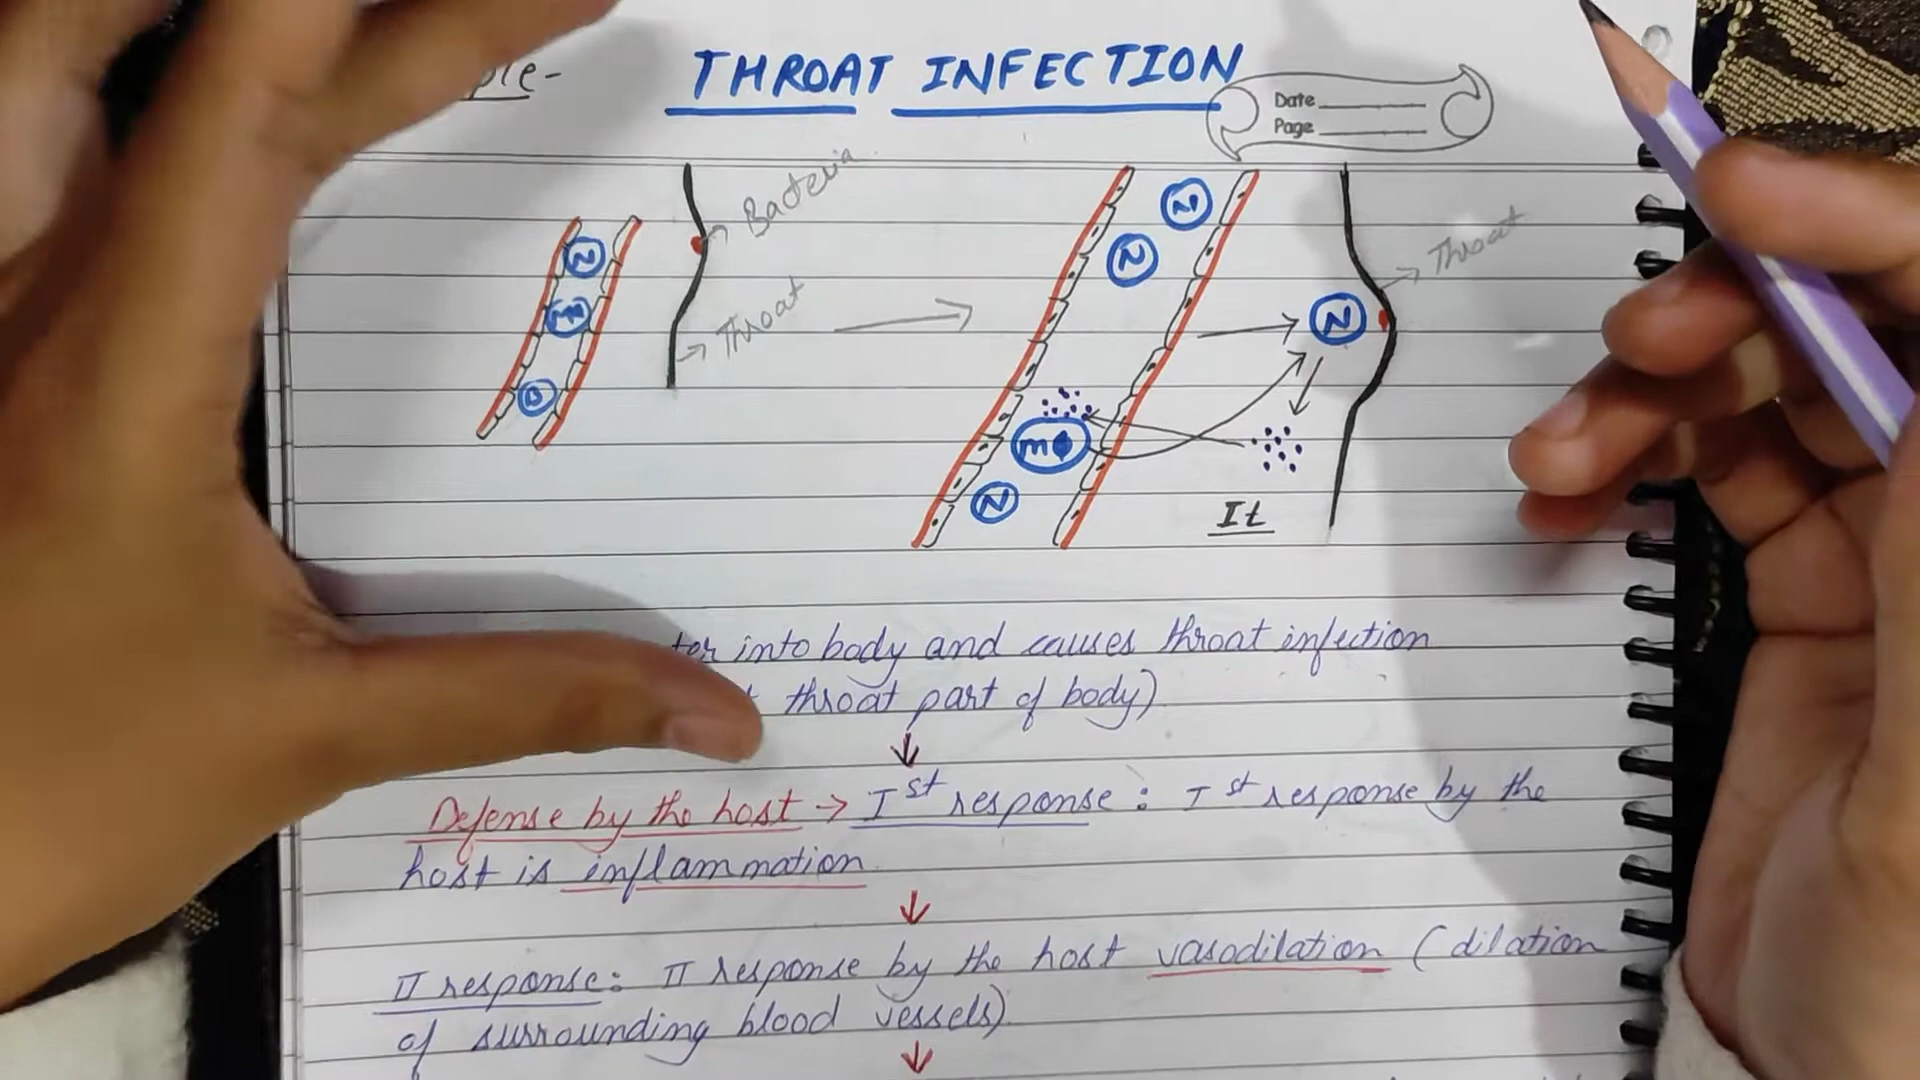 THROAT INFECTION
Date
Page
Bacteria
Throat
Throat
N
N
N
N
N
mφ
It
into body and causes throat infection
throat part of body)
Defense by the host → Ist response : Ist response by the
host is inflammation
II response : II response by the host vasodilation (dilation
of surrounding blood vessels)